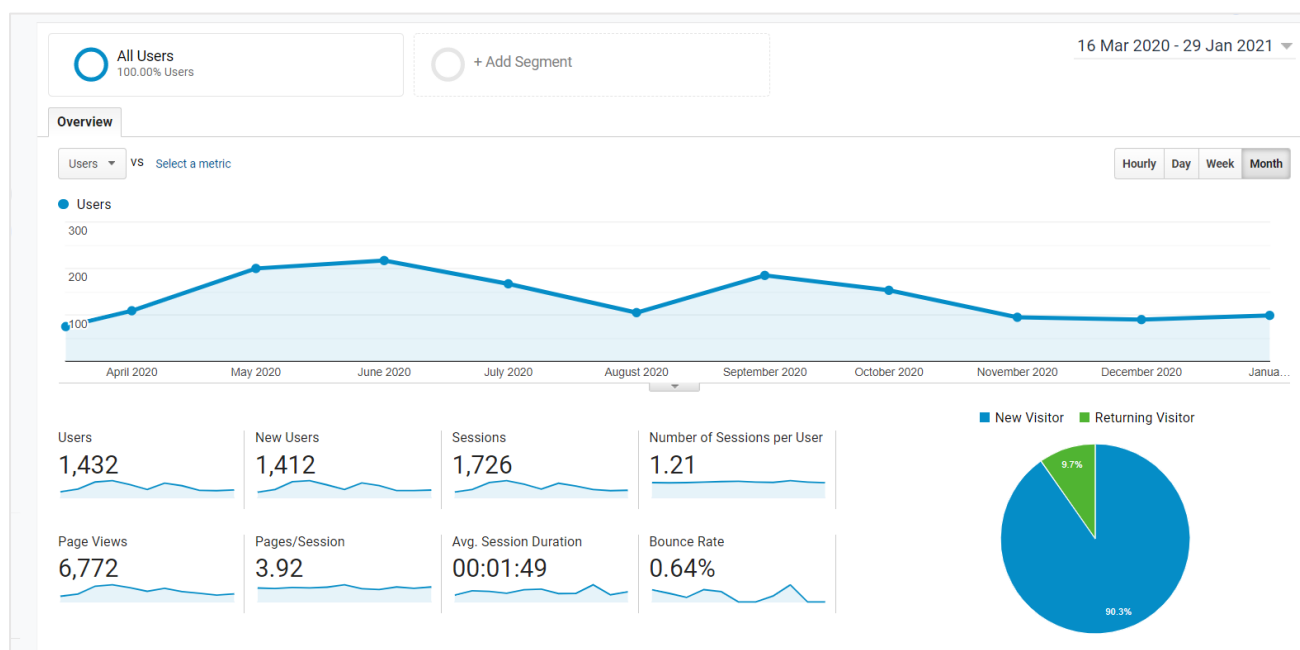 All Users
100.00% Users
+ Add Segment
16 Mar 2020 - 29 Jan 2021
Overview
Users vs Select a metric
Hourly Day Week Month
Users
300
200
100
April 2020 May 2020 June 2020 July 2020 August 2020 September 2020 October 2020 November 2020 December 2020 Janua...
New Visitor Returning Visitor
Users New Users Sessions Number of Sessions per User
1,432 1,412 1,726 1.21
Page Views Pages/Session Avg. Session Duration Bounce Rate
6,772 3.92 00:01:49 0.64%
9.7%
90.3%